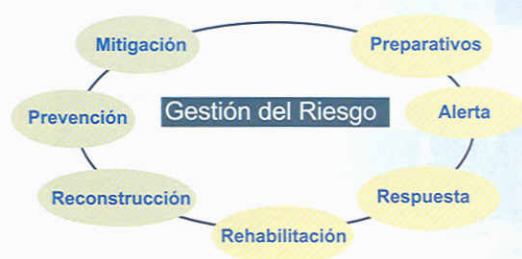 Mitigación
Preparativos
Prevención
Gestión del Riesgo
Alerta
Reconstrucción
Respuesta
Rehabilitación